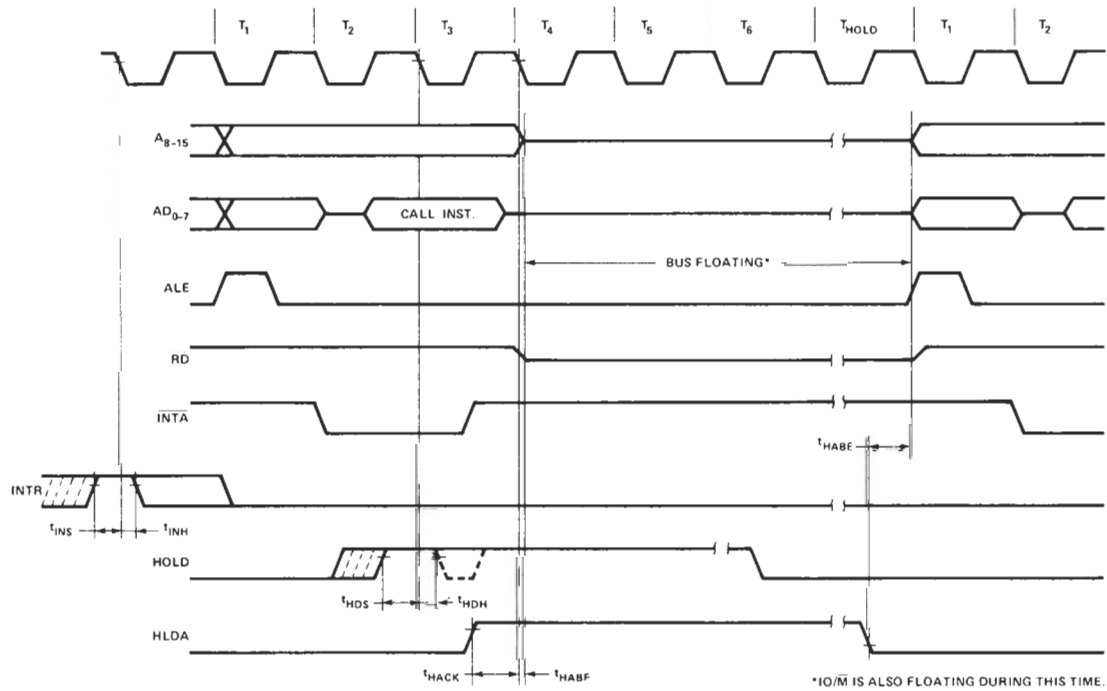 T1 T2 T3 T4 T5 T6 THOLD T1 T2
A8-15
AD0-7
CALL INST.
BUS FLOATING*
ALE
RD
INTA
tHABE
INTR
tINS
tINH
HOLD
tHDS
tHDH
HLDA
tHACK
tHABF
*IO/M IS ALSO FLOATING DURING THIS TIME.